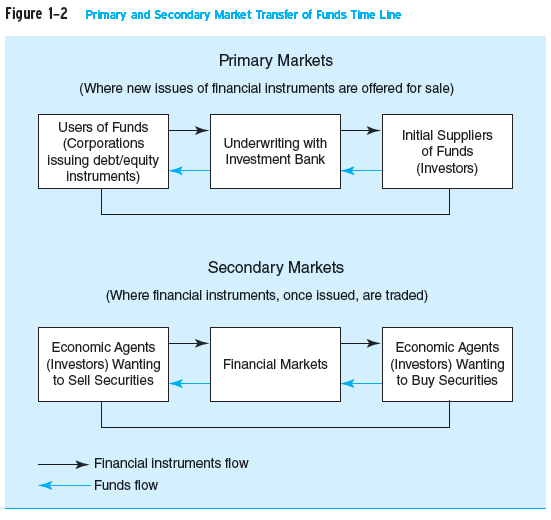 Figure 1–2 Primary and Secondary Market Transfer of Funds Time Line
Primary Markets
(Where new issues of financial instruments are offered for sale)
Users of Funds
(Corporations
issuing debt/equity
instruments)
Underwriting with
Investment Bank
Initial Suppliers
of Funds
(Investors)
Secondary Markets
(Where financial instruments, once issued, are traded)
Economic Agents
(Investors) Wanting
to Sell Securities
Financial Markets
Economic Agents
(Investors) Wanting
to Buy Securities
Financial instruments flow
Funds flow